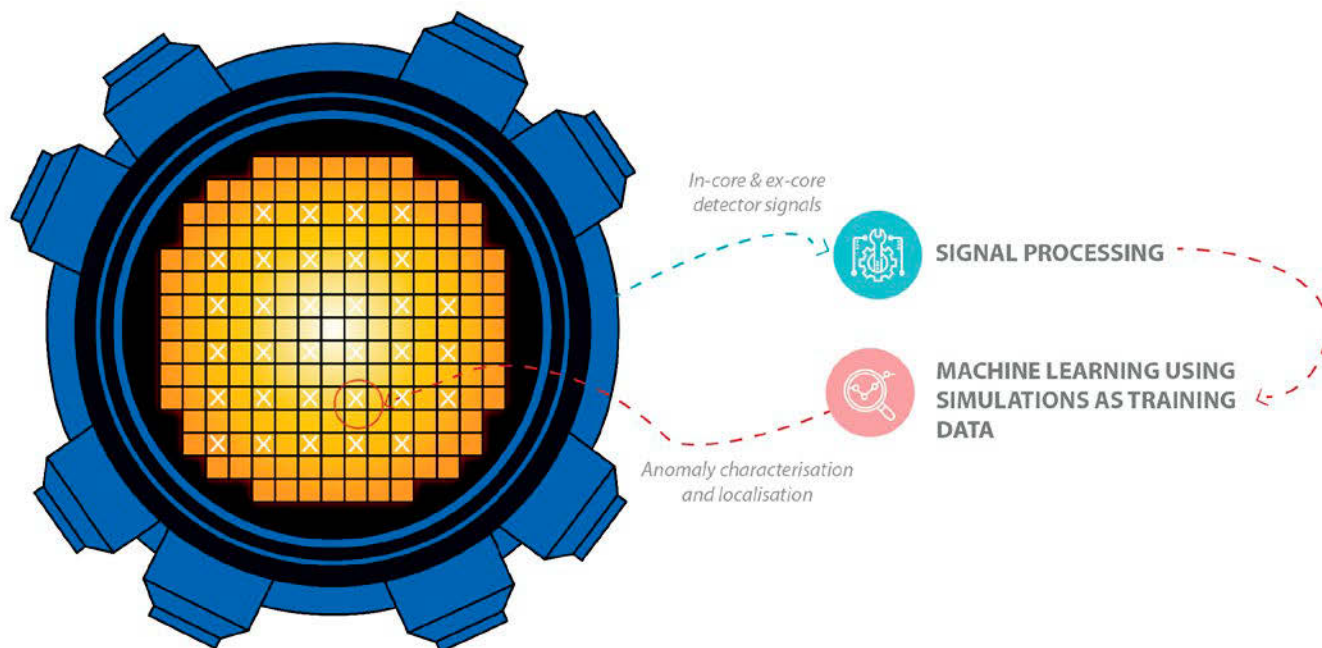 In-core & ex-core
detector signals
SIGNAL PROCESSING
MACHINE LEARNING USING
SIMULATIONS AS TRAINING
DATA
Anomaly characterisation
and localisation